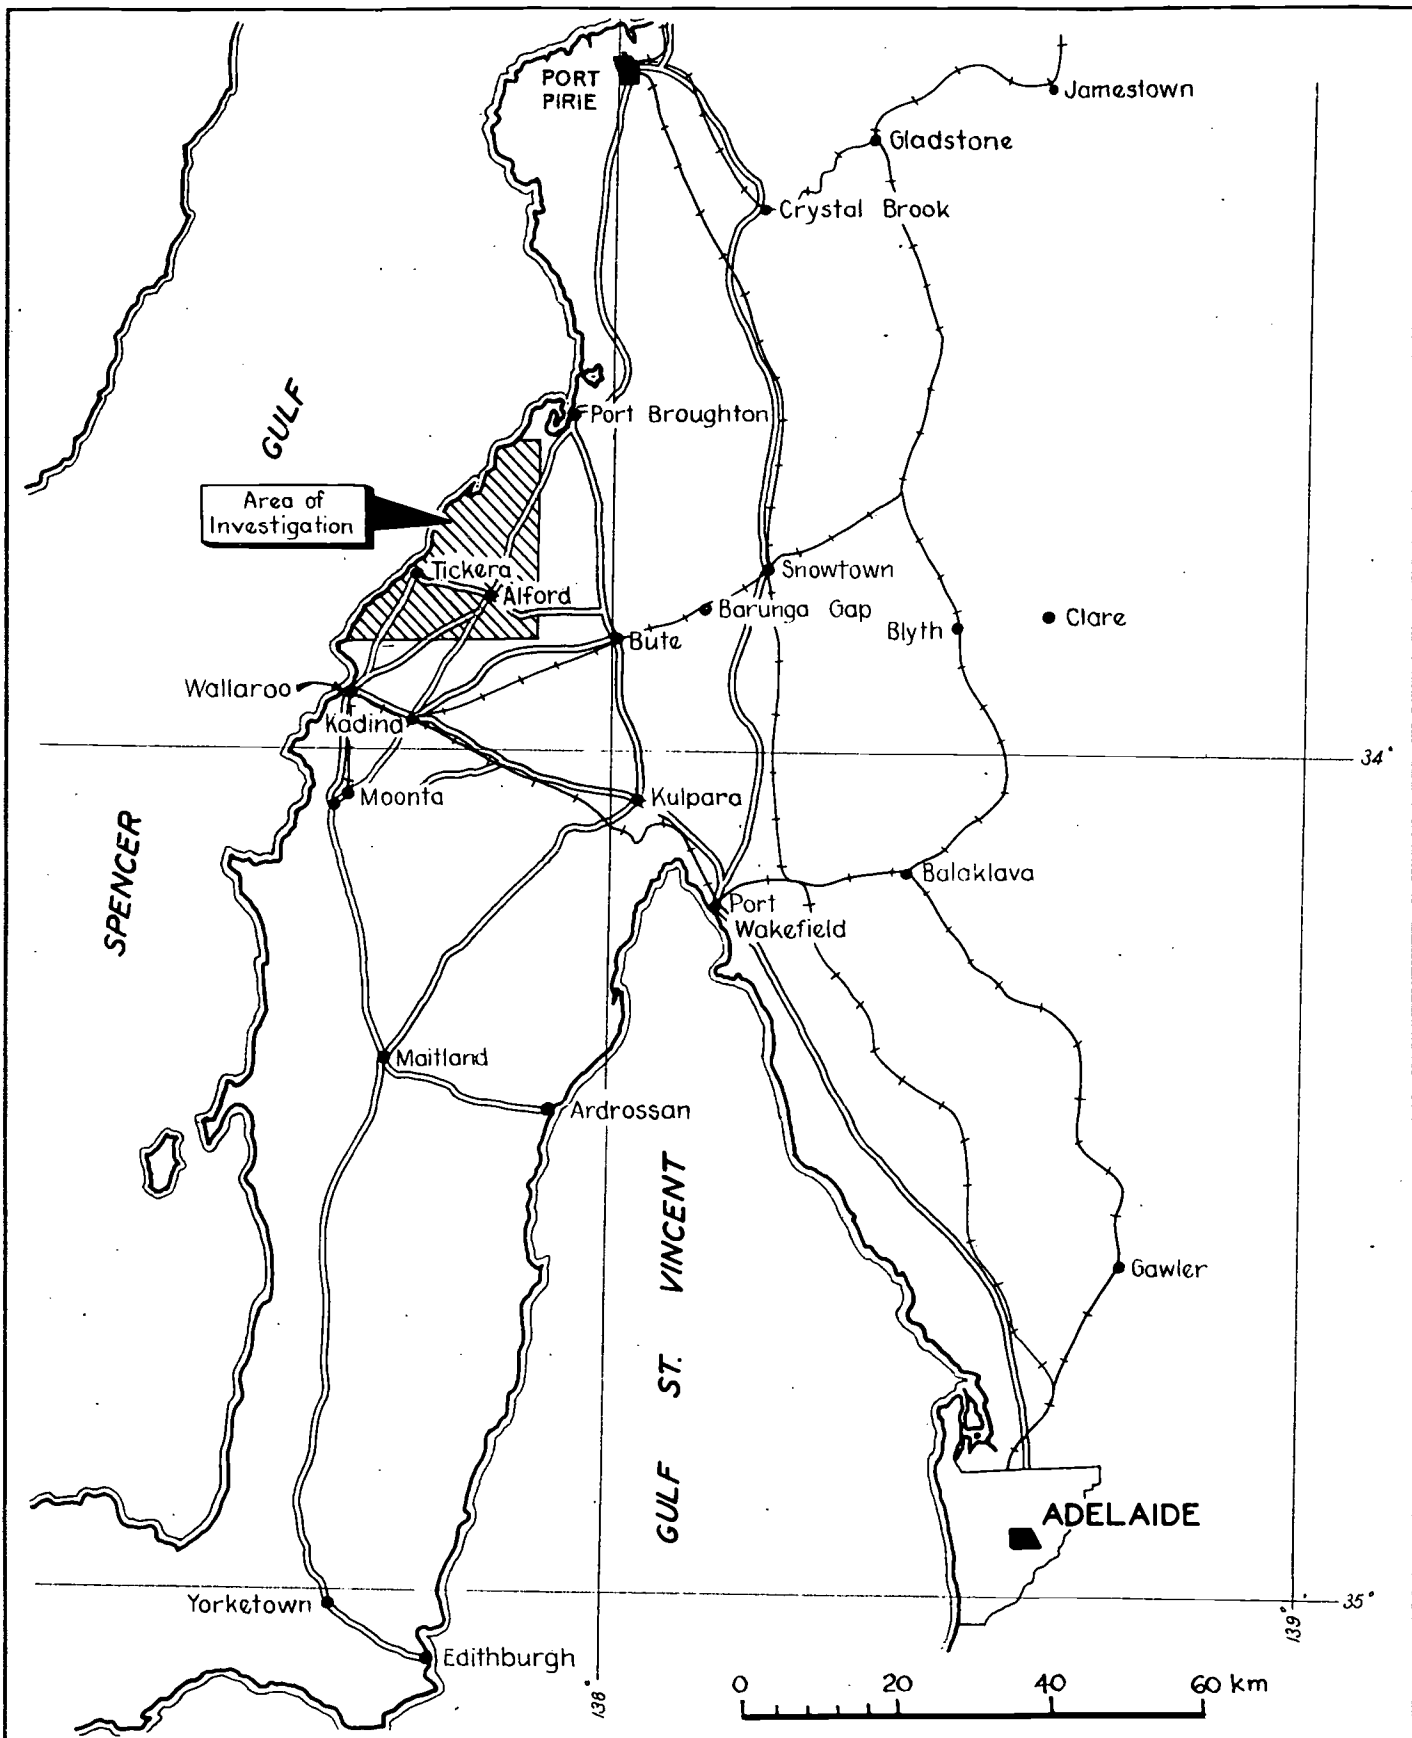 PORT
PIRIE
Jamestown
Gladstone
Crystal Brook
GULF
Port Broughton
Area of
Investigation
Tickera
Alford
Snowtown
Barunga Gap
Clare
Blyth
Bute
Wallaroo
Kadina
34°
Moonta
Kulpara
SPENCER
Balaklava
Port
Wakefield
Maitland
Ardrossan
GULF ST. VINCENT
Gawler
ADELAIDE
Yorketown
35°
139°
Edithburgh
138°
0 20 40 60 km